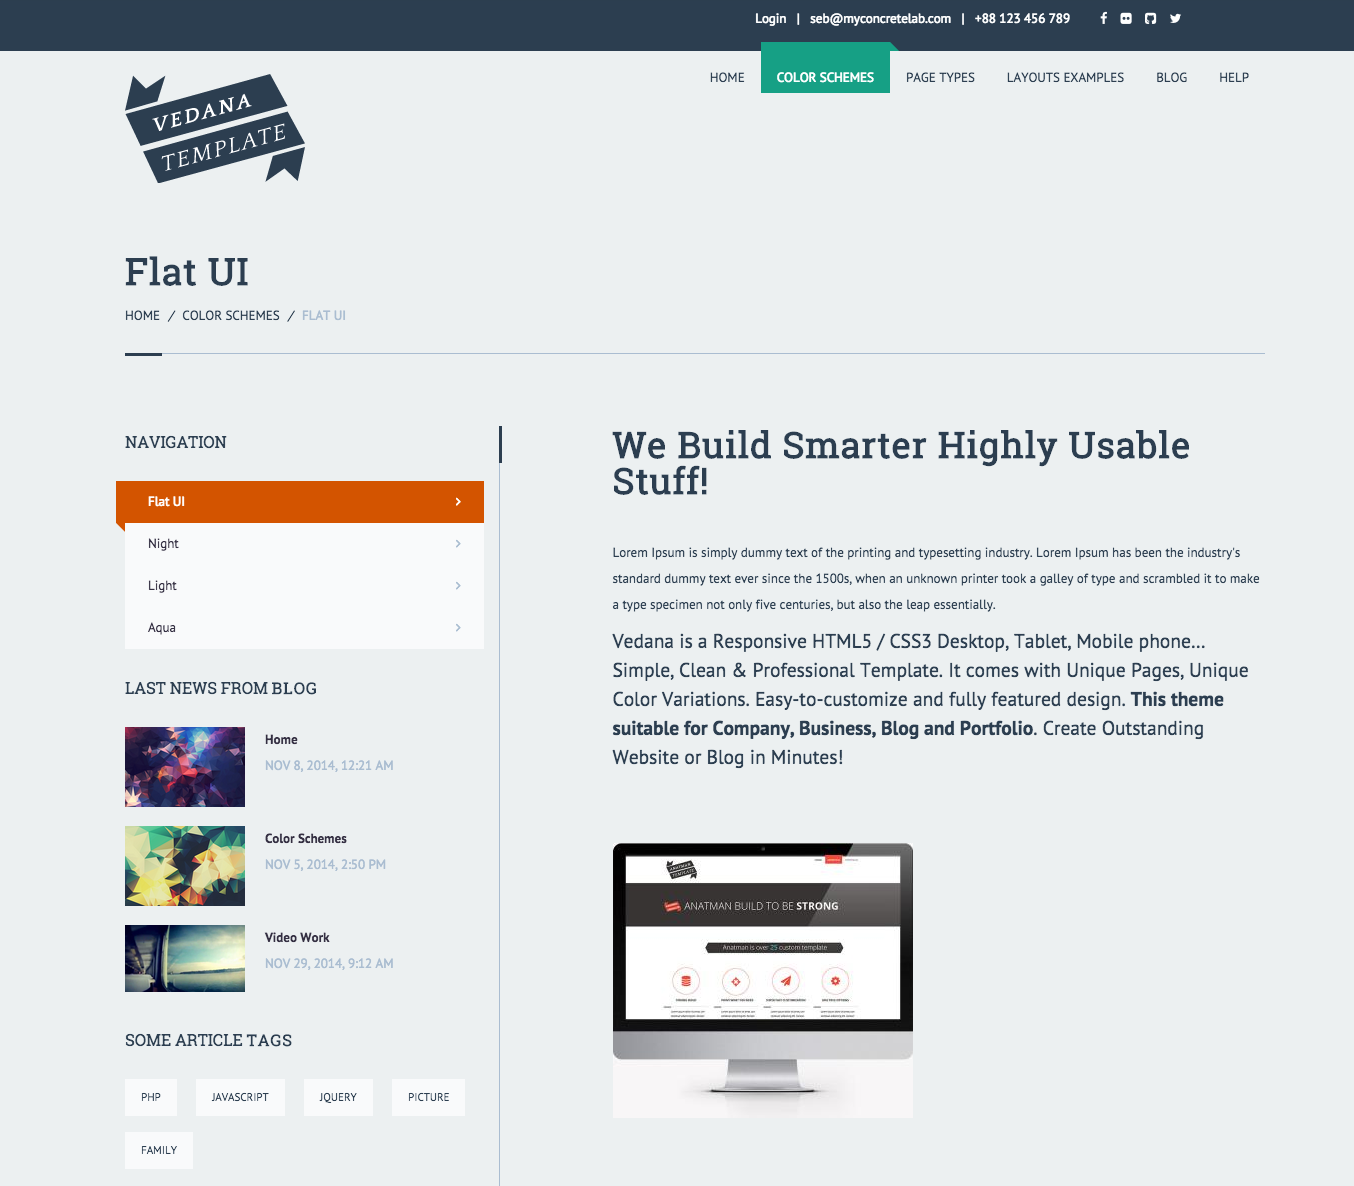 Login | seb@myconcretelab.com | +88 123 456 789
VEDANA
TEMPLATE
HOME COLOR SCHEMES PAGE TYPES LAYOUTS EXAMPLES BLOG HELP
Flat UI
HOME / COLOR SCHEMES / FLAT UI
NAVIGATION
Flat UI
Night
Light
Aqua
LAST NEWS FROM BLOG
Home
NOV 8, 2014, 12:21 AM
Color Schemes
NOV 5, 2014, 2:50 PM
Video Work
NOV 29, 2014, 9:12 AM
SOME ARTICLE TAGS
PHP JAVASCRIPT JQUERY PICTURE
FAMILY
We Build Smarter Highly Usable
Stuff!
Lorem Ipsum is simply dummy text of the printing and typesetting industry. Lorem Ipsum has been the industry's
standard dummy text ever since the 1500s, when an unknown printer took a galley of type and scrambled it to make
a type specimen not only five centuries, but also the leap essentially.
Vedana is a Responsive HTML5 / CSS3 Desktop, Tablet, Mobile phone...
Simple, Clean & Professional Template. It comes with Unique Pages, Unique
Color Variations. Easy-to-customize and fully featured design. This theme
suitable for Company, Business, Blog and Portfolio. Create Outstanding
Website or Blog in Minutes!
ANATMAN BUILD TO BE STRONG
Anatman is over 25 custom template